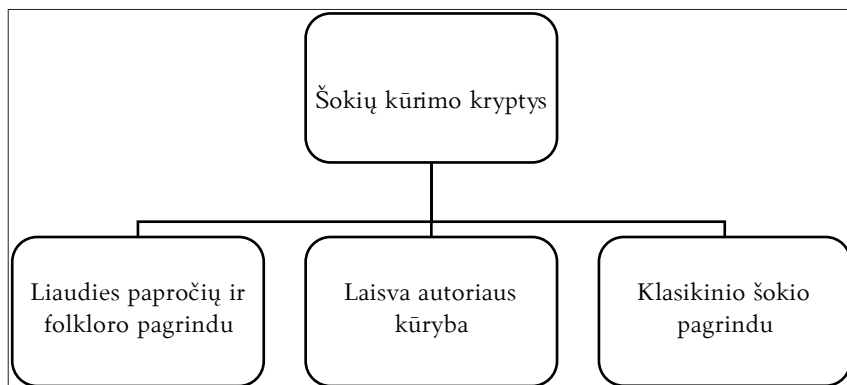 Šokių kūrimo kryptys
Liaudies papročių ir
folkloro pagrindu
Laisva autoriaus
kūryba
Klasikinio šokio
pagrindu